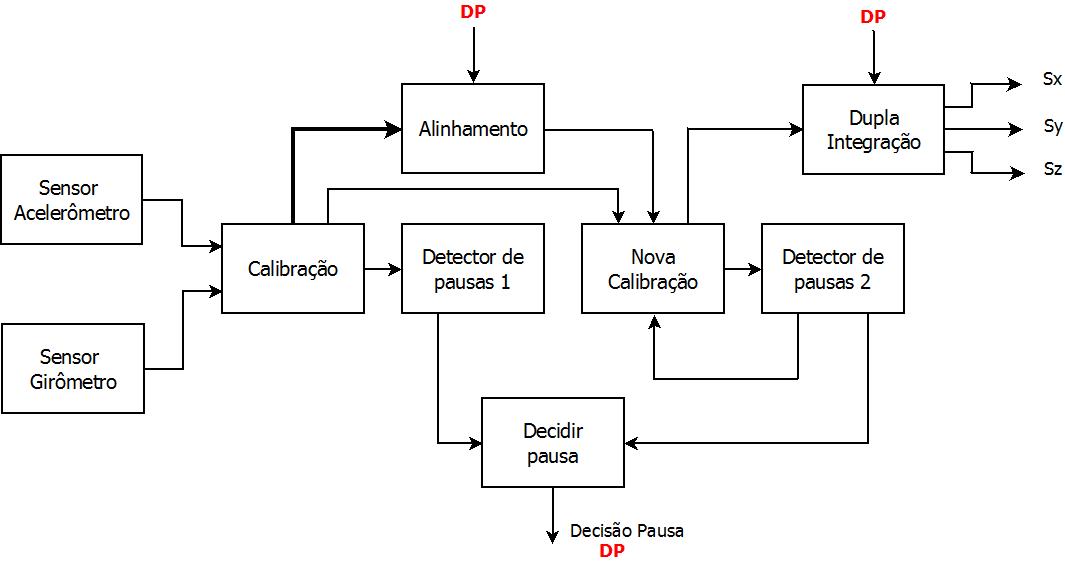 DP
DP
Sx
Sy
Sz
Alinhamento
Dupla
Integração
Sensor
Acelerômetro
Calibração
Detector de
pausas 1
Nova
Calibração
Detector de
pausas 2
Sensor
Girômetro
Decidir
pausa
Decisão Pausa
DP